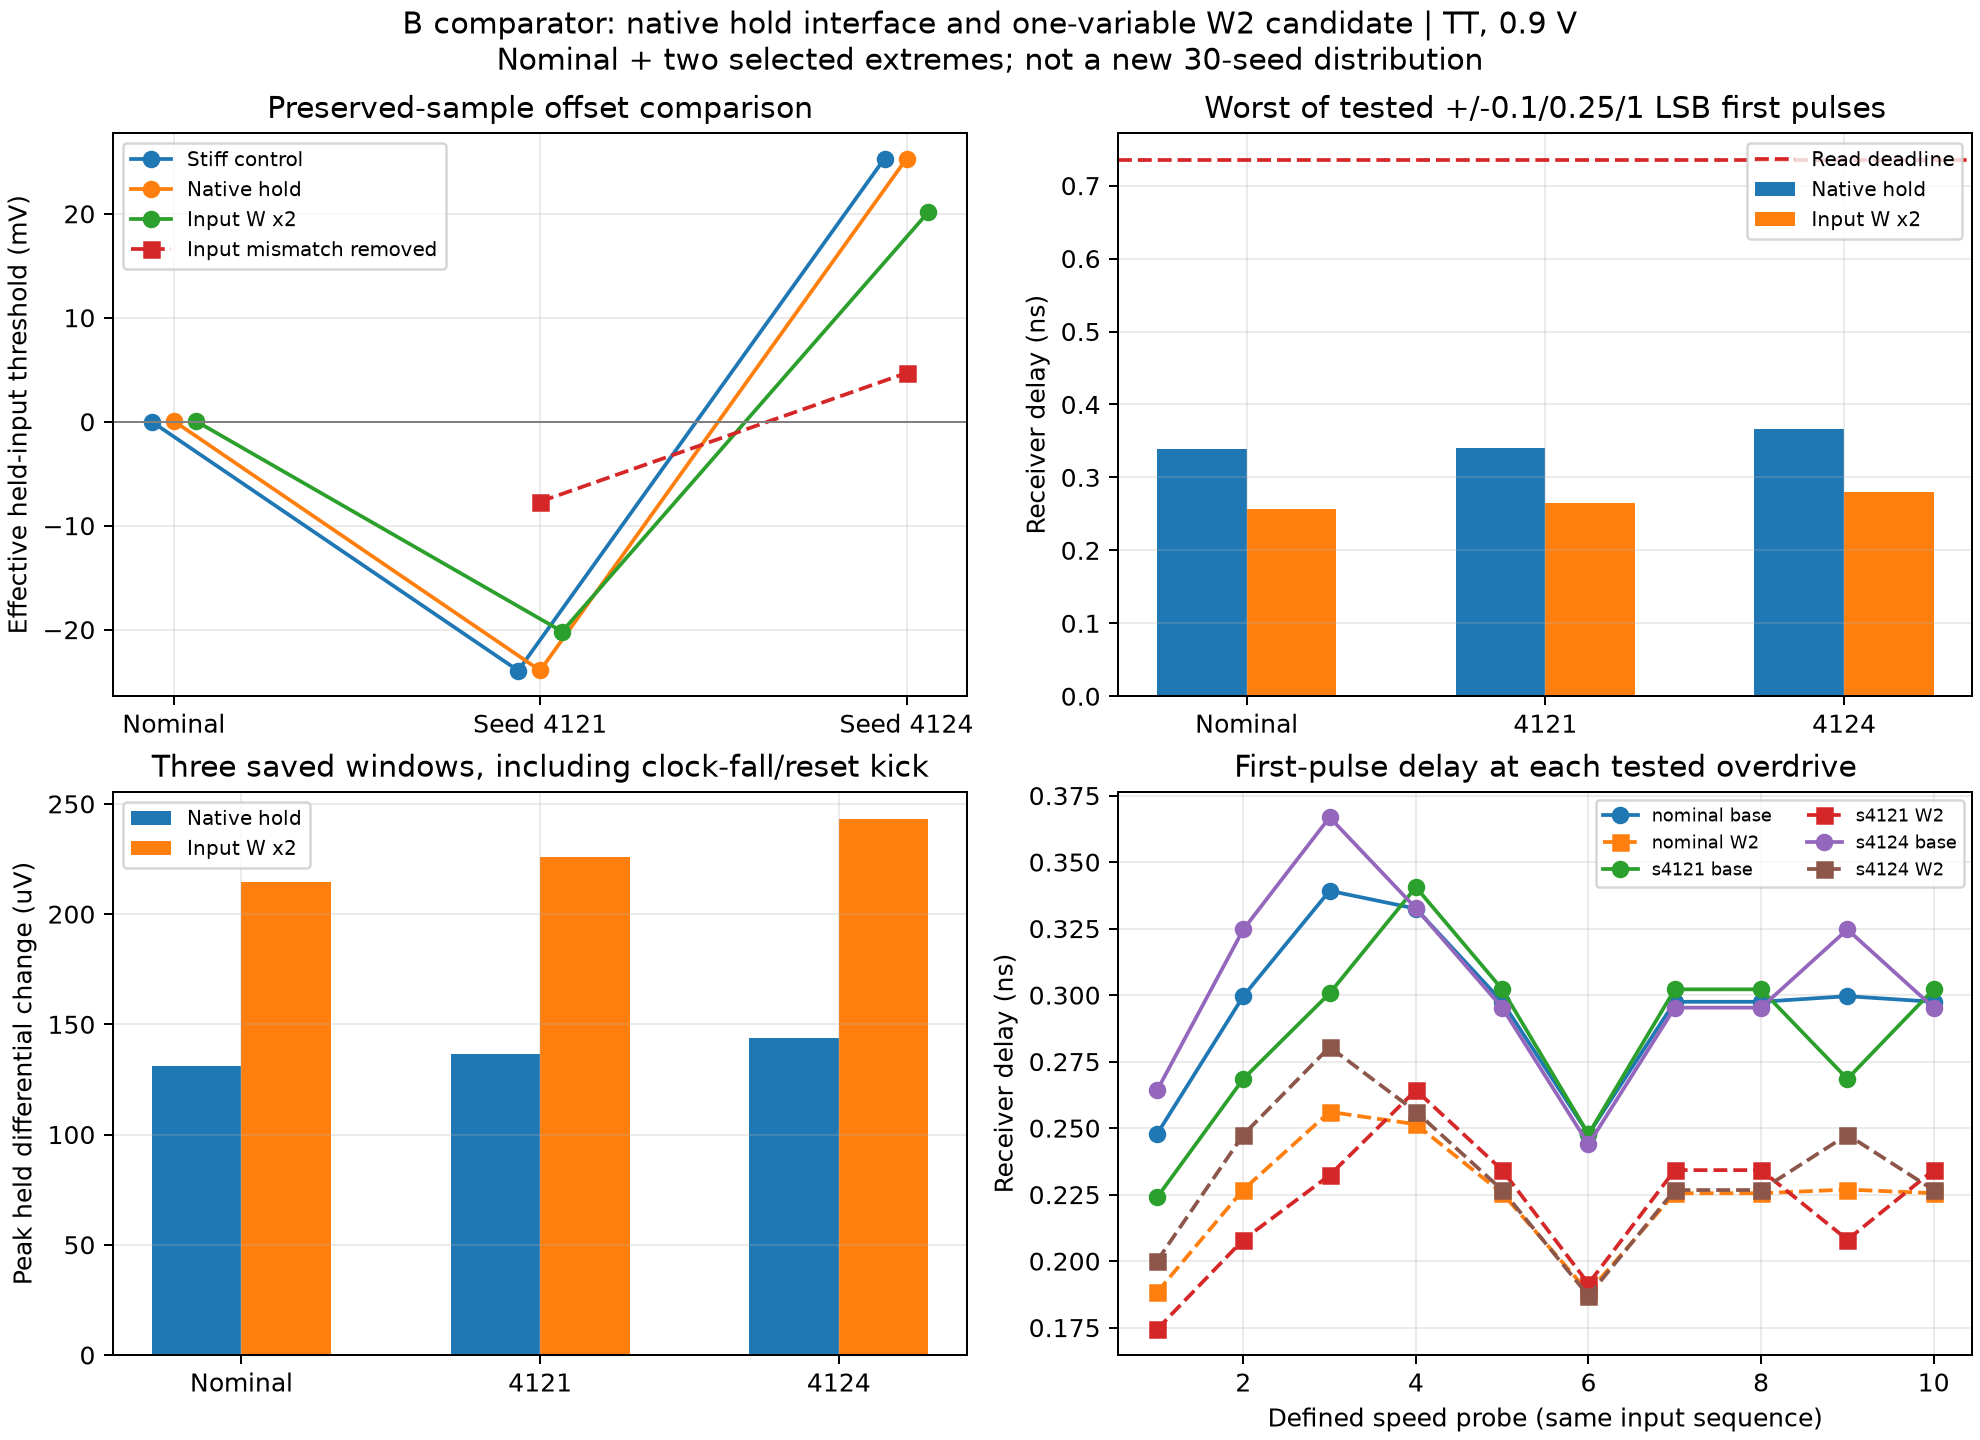 B comparator: native hold interface and one-variable W2 candidate | TT, 0.9 V
Nominal + two selected extremes; not a new 30-seed distribution
Preserved-sample offset comparison
Effective held-input threshold (mV)
20
10
0
−10
−20
Stiff control
Native hold
Input W x2
Input mismatch removed
Nominal
Seed 4121
Seed 4124
Worst of tested +/-0.1/0.25/1 LSB first pulses
Receiver delay (ns)
0.7
0.6
0.5
0.4
0.3
0.2
0.1
0.0
Read deadline
Native hold
Input W x2
Nominal
4121
4124
Three saved windows, including clock-fall/reset kick
Peak held differential change (uV)
250
200
150
100
50
0
Native hold
Input W x2
Nominal
4121
4124
First-pulse delay at each tested overdrive
Receiver delay (ns)
0.375
0.350
0.325
0.300
0.275
0.250
0.225
0.200
0.175
nominal base
nominal W2
s4121 base
s4121 W2
s4124 base
s4124 W2
2
4
6
8
10
Defined speed probe (same input sequence)